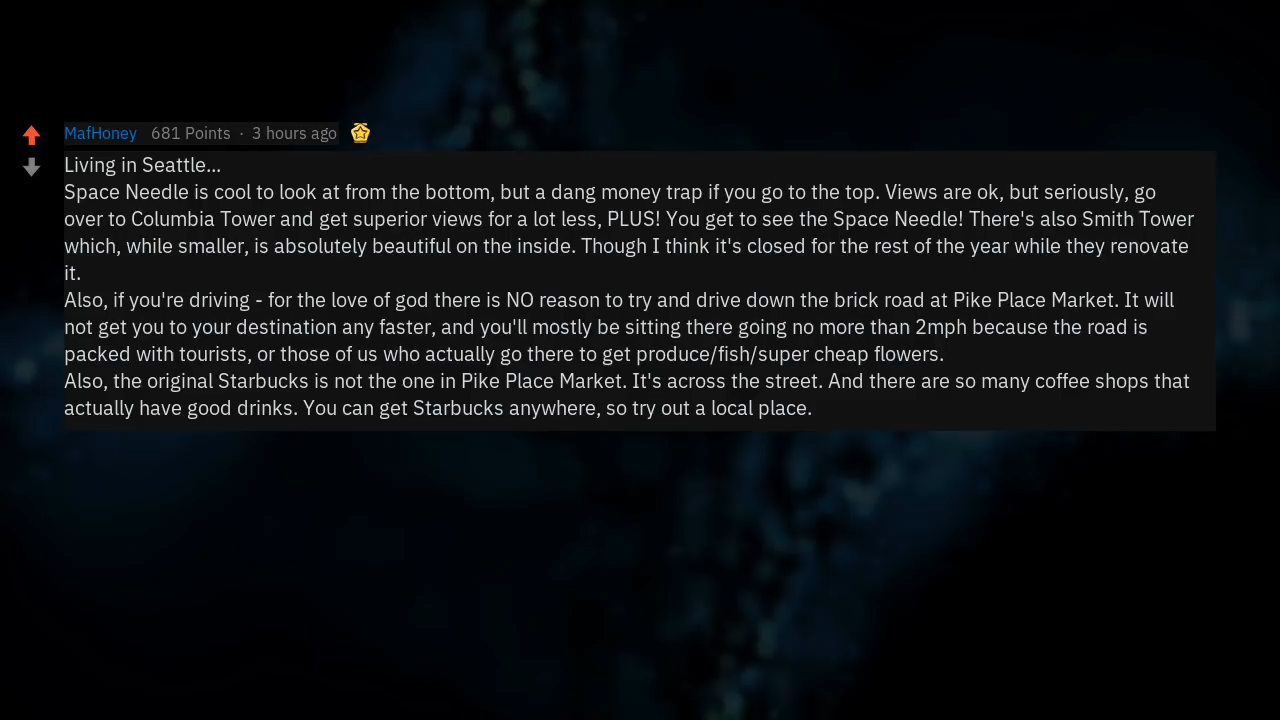 MafHoney 681 Points · 3 hours ago
Living in Seattle...
Space Needle is cool to look at from the bottom, but a dang money trap if you go to the top. Views are ok, but seriously, go
over to Columbia Tower and get superior views for a lot less, PLUS! You get to see the Space Needle! There's also Smith Tower
which, while smaller, is absolutely beautiful on the inside. Though I think it's closed for the rest of the year while they renovate
it.
Also, if you're driving - for the love of god there is NO reason to try and drive down the brick road at Pike Place Market. It will
not get you to your destination any faster, and you'll mostly be sitting there going no more than 2mph because the road is
packed with tourists, or those of us who actually go there to get produce/fish/super cheap flowers.
Also, the original Starbucks is not the one in Pike Place Market. It's across the street. And there are so many coffee shops that
actually have good drinks. You can get Starbucks anywhere, so try out a local place.